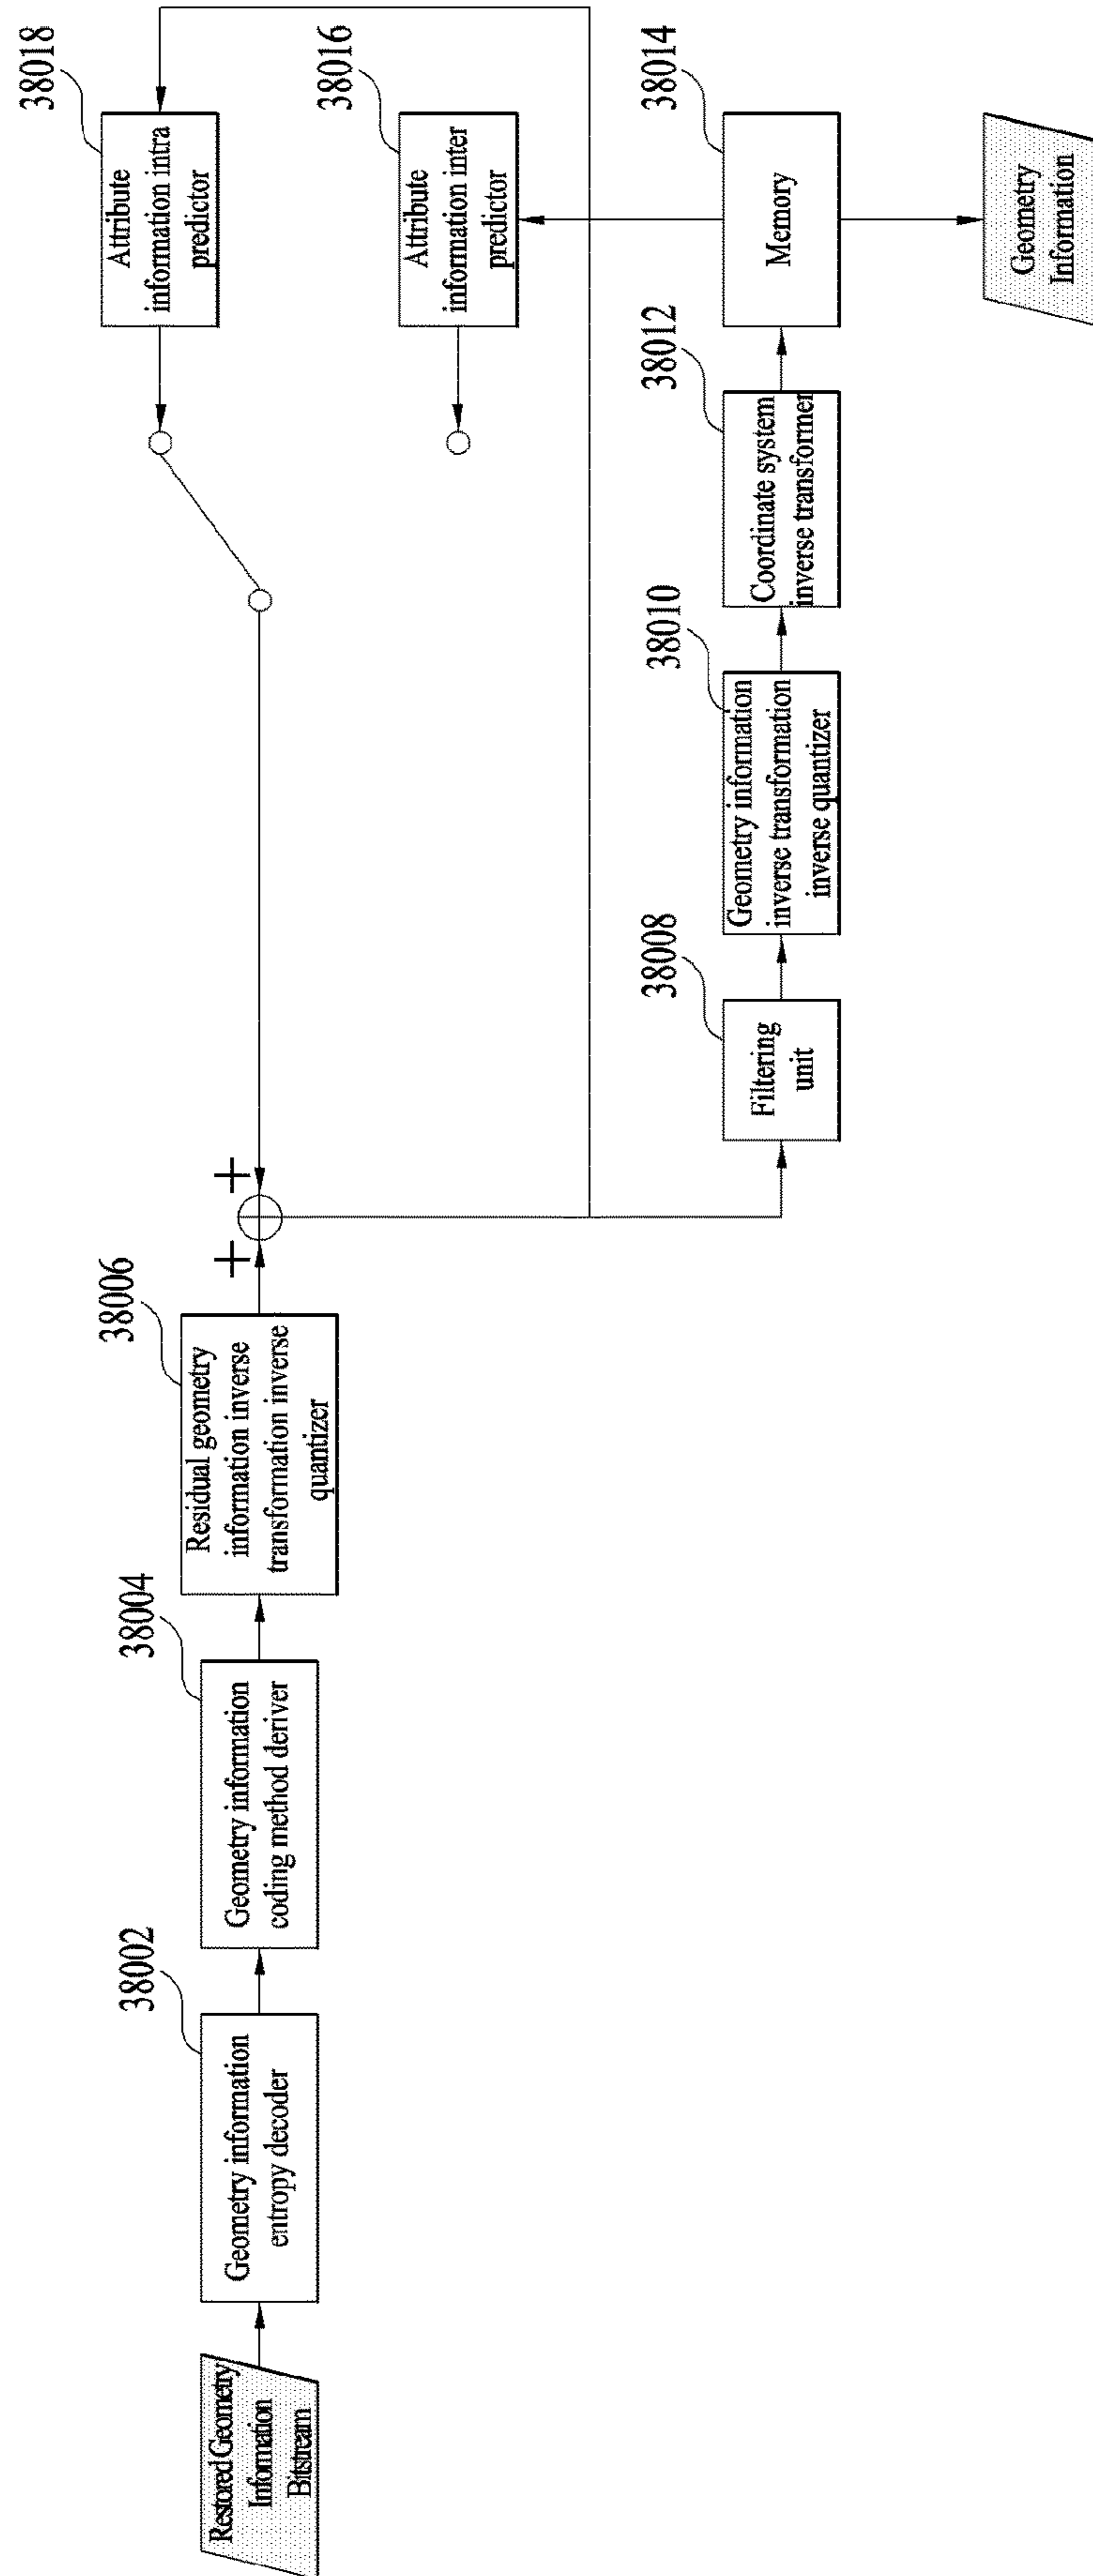 Restored Geometry
Information
Bitstream
38002
Geometry information
entropy decoder
38004
Geometry information
coding method deriver
38006
Residual geometry
information inverse
transformation inverse
quantizer
+
+
38018
Attribute
information intra
predictor
38016
Attribute
information inter
predictor
38008
Filtering
unit
38010
Geometry information
inverse transformation
inverse quantizer
38012
Coordinate system
inverse transformer
38014
Memory
Geometry
Information